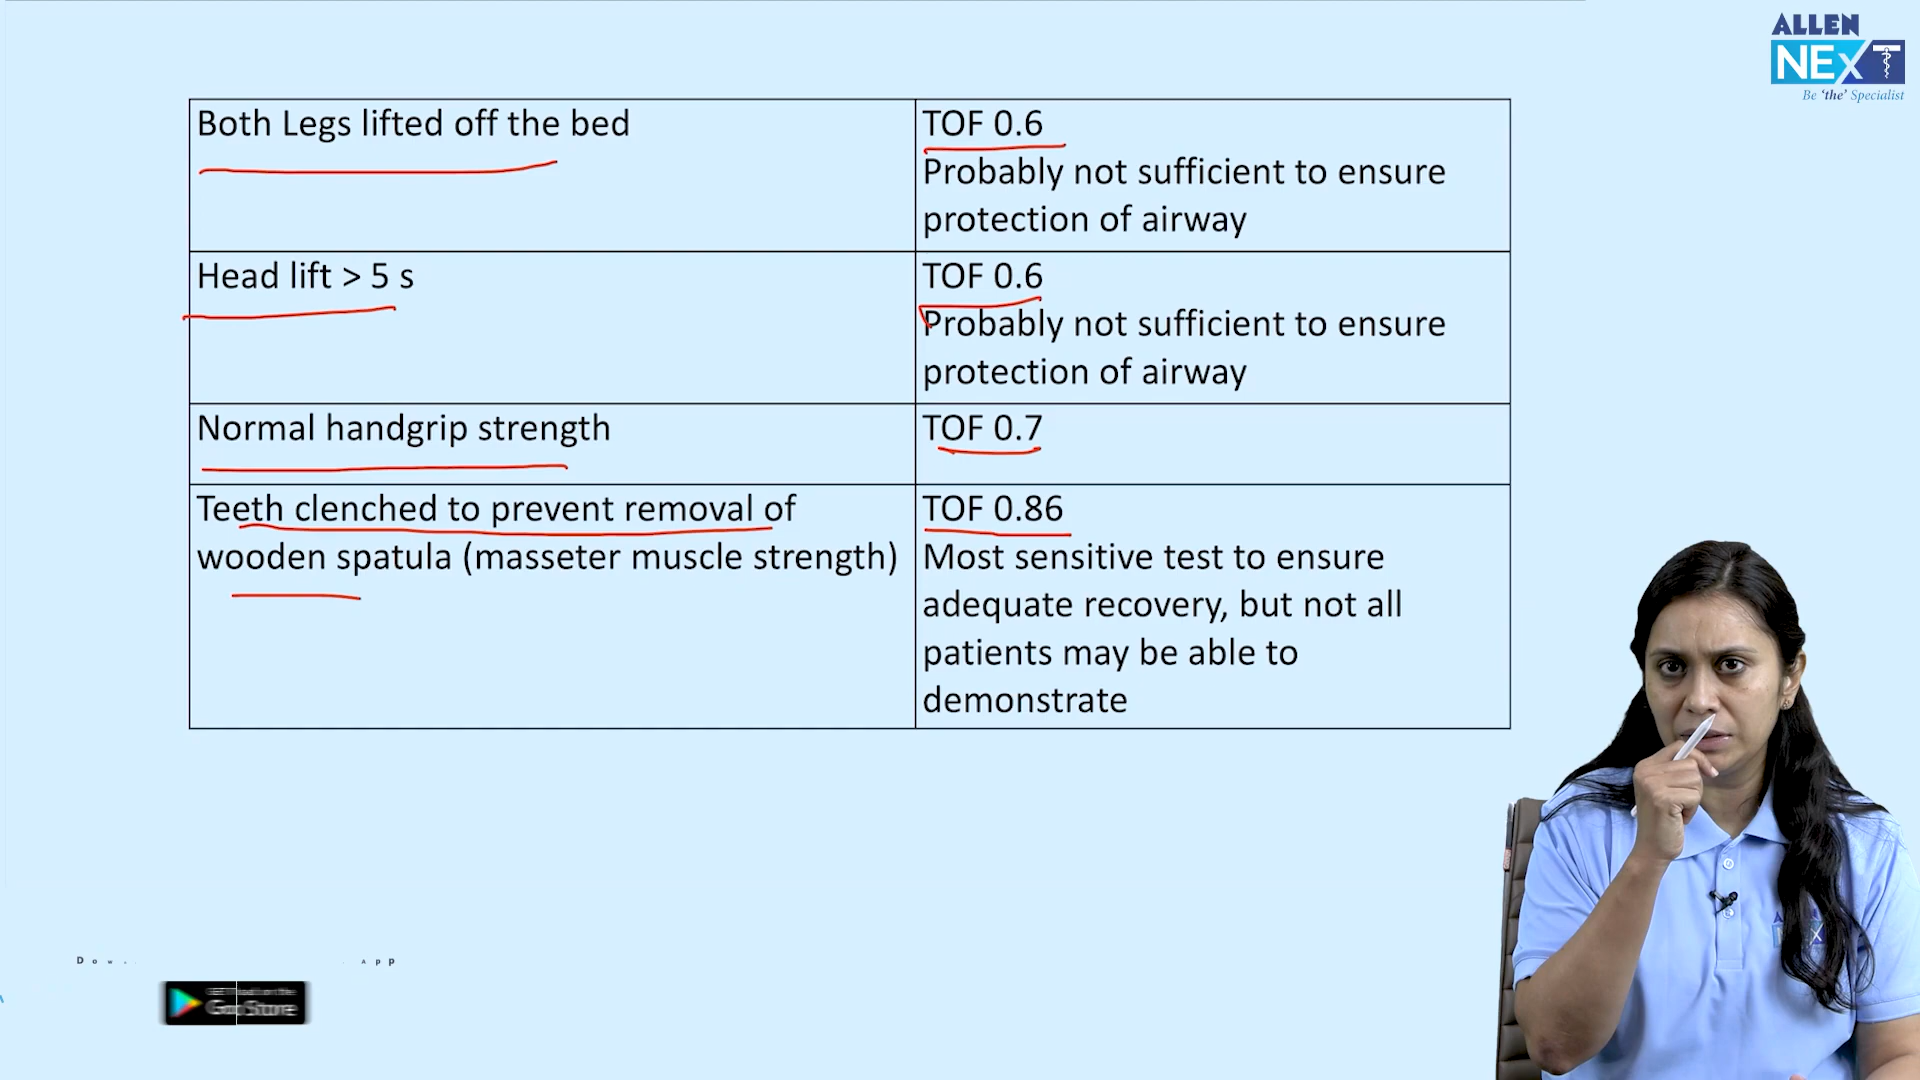 ALLEN
NEXT
Be 'the' Specialist
Both Legs lifted off the bed
TOF 0.6
Probably not sufficient to ensure
protection of airway
Head lift > 5 s
TOF 0.6
Probably not sufficient to ensure
protection of airway
Normal handgrip strength
TOF 0.7
Teeth clenched to prevent removal of
wooden spatula (masseter muscle strength)
TOF 0.86
Most sensitive test to ensure
adequate recovery, but not all
patients may be able to
demonstrate
App